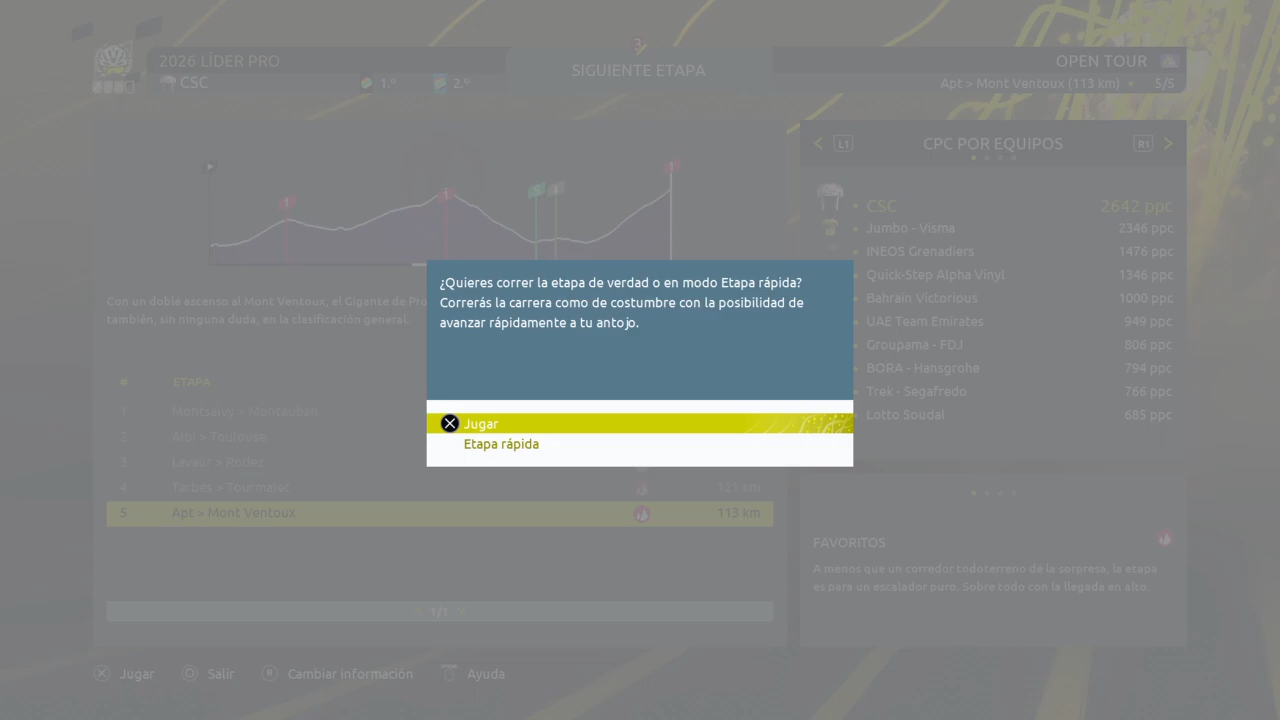 3
2026 LÍDER PRO
CSC
1.º
2.º
SIGUIENTE ETAPA
OPEN TOUR
Apt > Mont Ventoux (113 km)
5/5
L1
CPC POR EQUIPOS
R1
1
1
S
1
CSC 2642 ppc
Jumbo - Visma 2346 ppc
INEOS Grenadiers 1476 ppc
Quick-Step Alpha Vinyl 1346 ppc
Bahrain Victorious 1000 ppc
UAE Team Emirates 949 ppc
Groupama - FDJ 806 ppc
BORA - Hansgrohe 794 ppc
Trek - Segafredo 766 ppc
Lotto Soudal 685 ppc
Con un doble ascenso al Mont Ventoux, el Gigante de Pro
también, sin ninguna duda, en la clasificación general.
¿Quieres correr la etapa de verdad o en modo Etapa rápida?
Correrás la carrera como de costumbre con la posibilidad de
avanzar rápidamente a tu antojo.
Jugar
Etapa rápida
# ETAPA
1 Montsalvy > Montauban
2 Albi > Toulouse
3 Lavaur > Rodez
4 Tarbes > Tourmalet 121 km
5 Apt > Mont Ventoux 113 km
1/1
FAVORITOS
A menos que un corredor todoterreno dé la sorpresa, la etapa
es para un escalador puro. Sobre todo con la llegada en alto.
Jugar
Salir
R
Cambiar información
Ayuda